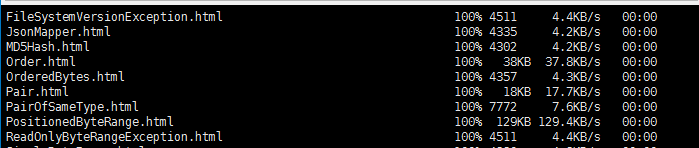 FileSystemVersionException.html 100% 4511 4.4KB/s 00:00
JsonMapper.html 100% 4335 4.2KB/s 00:00
MD5Hash.html 100% 4302 4.2KB/s 00:00
Order.html 100% 38KB 37.8KB/s 00:00
OrderedBytes.html 100% 4357 4.3KB/s 00:00
Pair.html 100% 18KB 17.7KB/s 00:00
PairOfSameType.html 100% 7772 7.6KB/s 00:00
PositionedByteRange.html 100% 129KB 129.4KB/s 00:00
ReadOnlyByteRangeException.html 100% 4511 4.4KB/s 00:00